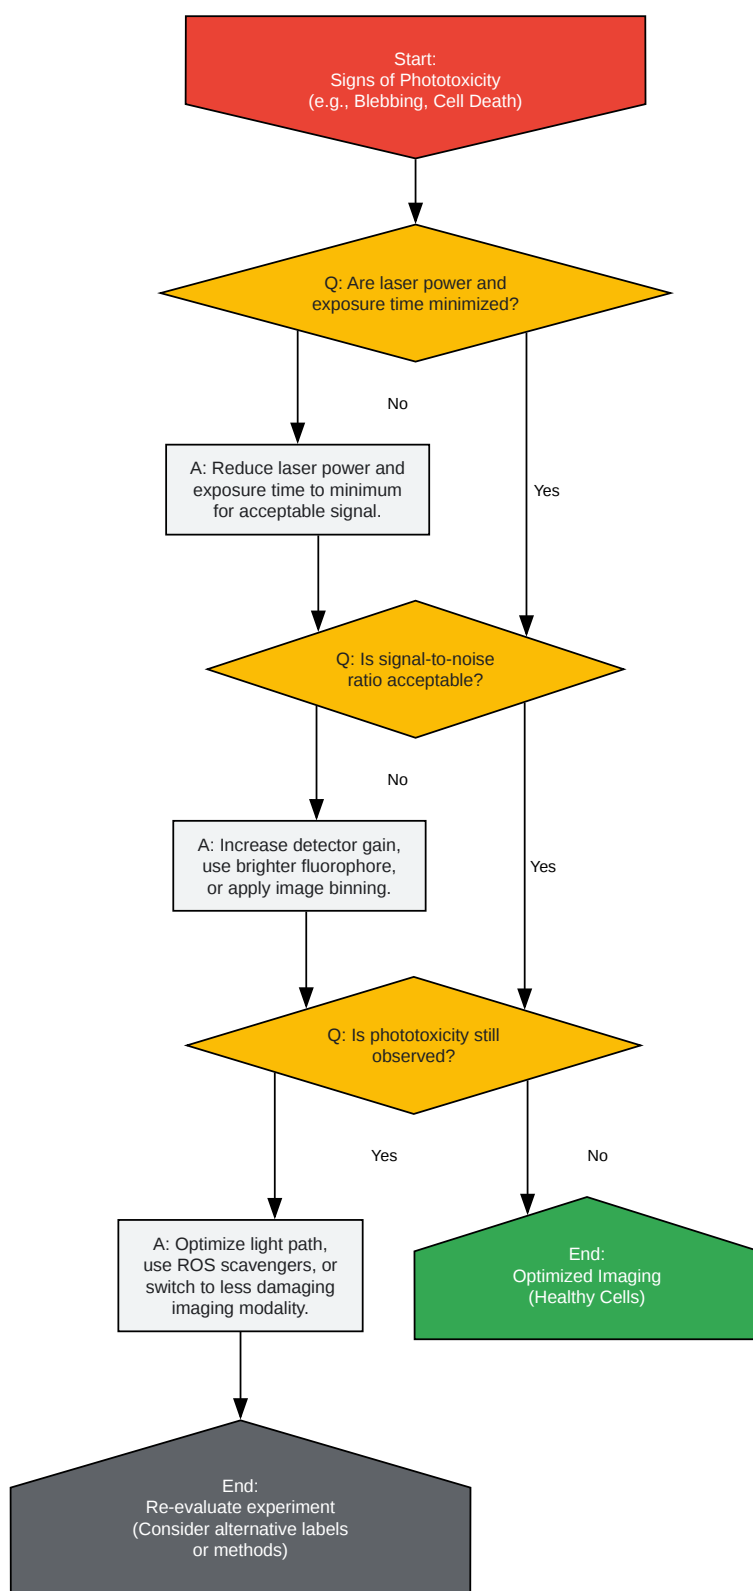 Start:
Signs of Phototoxicity
(e.g., Blebbing, Cell Death)
Q: Are laser power and
exposure time minimized?
No
A: Reduce laser power and
exposure time to minimum
for acceptable signal.
Yes
Q: Is signal-to-noise
ratio acceptable?
No
A: Increase detector gain,
use brighter fluorophore,
or apply image binning.
Yes
Q: Is phototoxicity still
observed?
Yes
No
A: Optimize light path,
use ROS scavengers, or
switch to less damaging
imaging modality.
End:
Optimized Imaging
(Healthy Cells)
End:
Re-evaluate experiment
(Consider alternative labels
or methods)